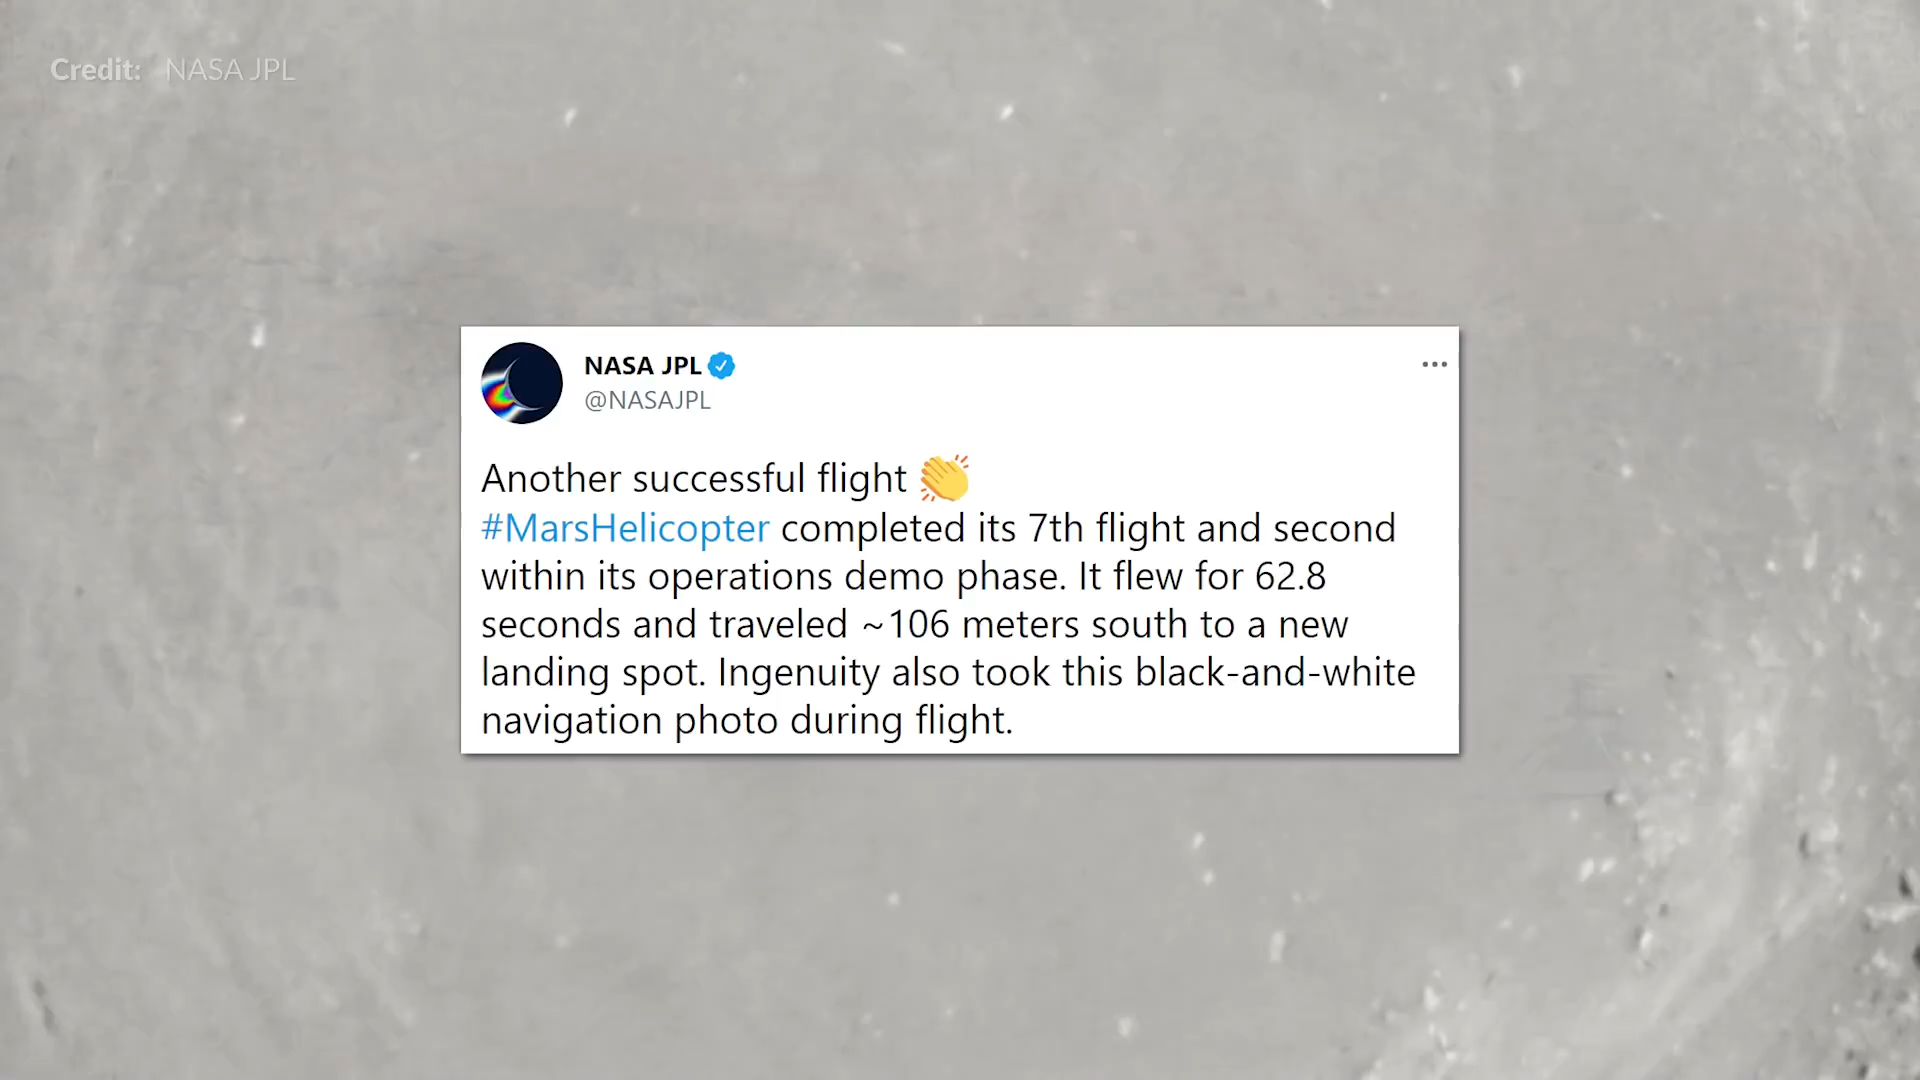 Credit: NASA JPL
NASA JPL
@NASAJPL
Another successful flight 👏
#MarsHelicopter completed its 7th flight and second
within its operations demo phase. It flew for 62.8
seconds and traveled ~106 meters south to a new
landing spot. Ingenuity also took this black-and-white
navigation photo during flight.